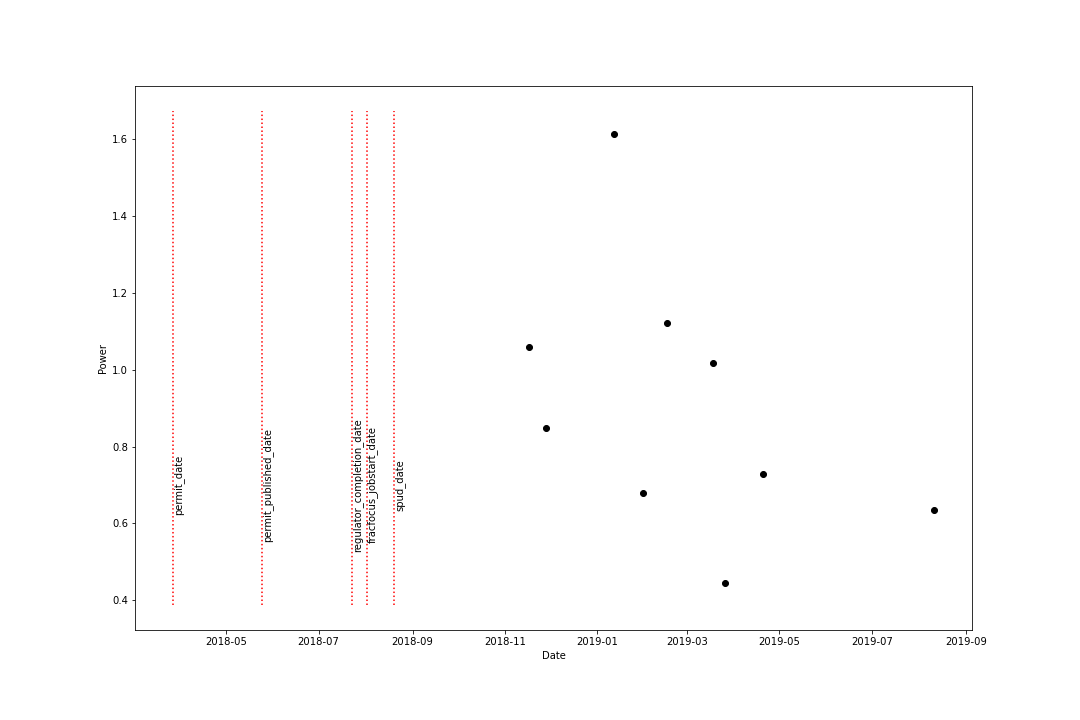 1.6
1.4
1.2
1.0
0.8
0.6
0.4
Power
permit_date
permit_published_date
regulator_completion_date
fracfocus_jobstart_date
spud_date
2018-05
2018-07
2018-09
2018-11
2019-01
2019-03
2019-05
2019-07
2019-09
Date